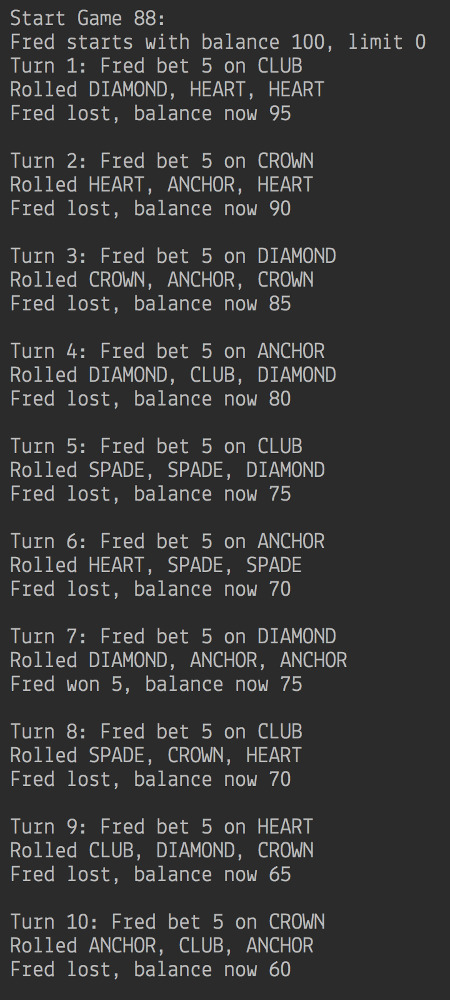 Start Game 88:
Fred starts with balance 100, limit 0
Turn 1: Fred bet 5 on CLUB
Rolled DIAMOND, HEART, HEART
Fred lost, balance now 95

Turn 2: Fred bet 5 on CROWN
Rolled HEART, ANCHOR, HEART
Fred lost, balance now 90

Turn 3: Fred bet 5 on DIAMOND
Rolled CROWN, ANCHOR, CROWN
Fred lost, balance now 85

Turn 4: Fred bet 5 on ANCHOR
Rolled DIAMOND, CLUB, DIAMOND
Fred lost, balance now 80

Turn 5: Fred bet 5 on CLUB
Rolled SPADE, SPADE, DIAMOND
Fred lost, balance now 75

Turn 6: Fred bet 5 on ANCHOR
Rolled HEART, SPADE, SPADE
Fred lost, balance now 70

Turn 7: Fred bet 5 on DIAMOND
Rolled DIAMOND, ANCHOR, ANCHOR
Fred won 5, balance now 75

Turn 8: Fred bet 5 on CLUB
Rolled SPADE, CROWN, HEART
Fred lost, balance now 70

Turn 9: Fred bet 5 on HEART
Rolled CLUB, DIAMOND, CROWN
Fred lost, balance now 65

Turn 10: Fred bet 5 on CROWN
Rolled ANCHOR, CLUB, ANCHOR
Fred lost, balance now 60